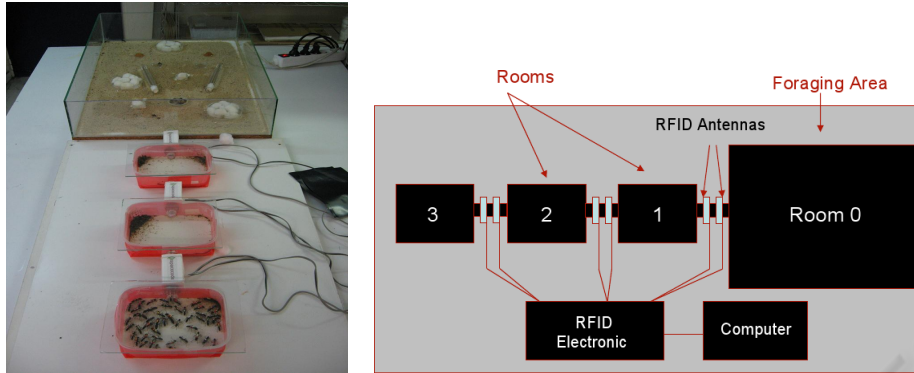 Rooms
Foraging Area
RFID Antennas
3
2
1
Room 0
RFID
Electronic
Computer